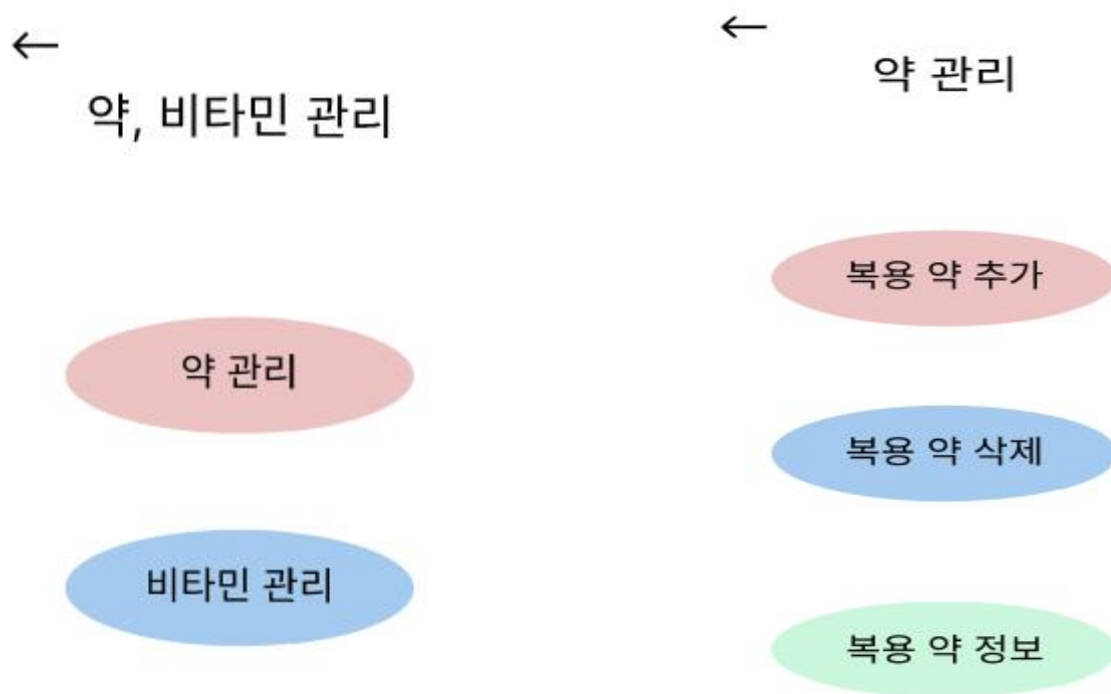 ←
약, 비타민 관리
약 관리
비타민 관리
←
약 관리
복용 약 추가
복용 약 삭제
복용 약 정보